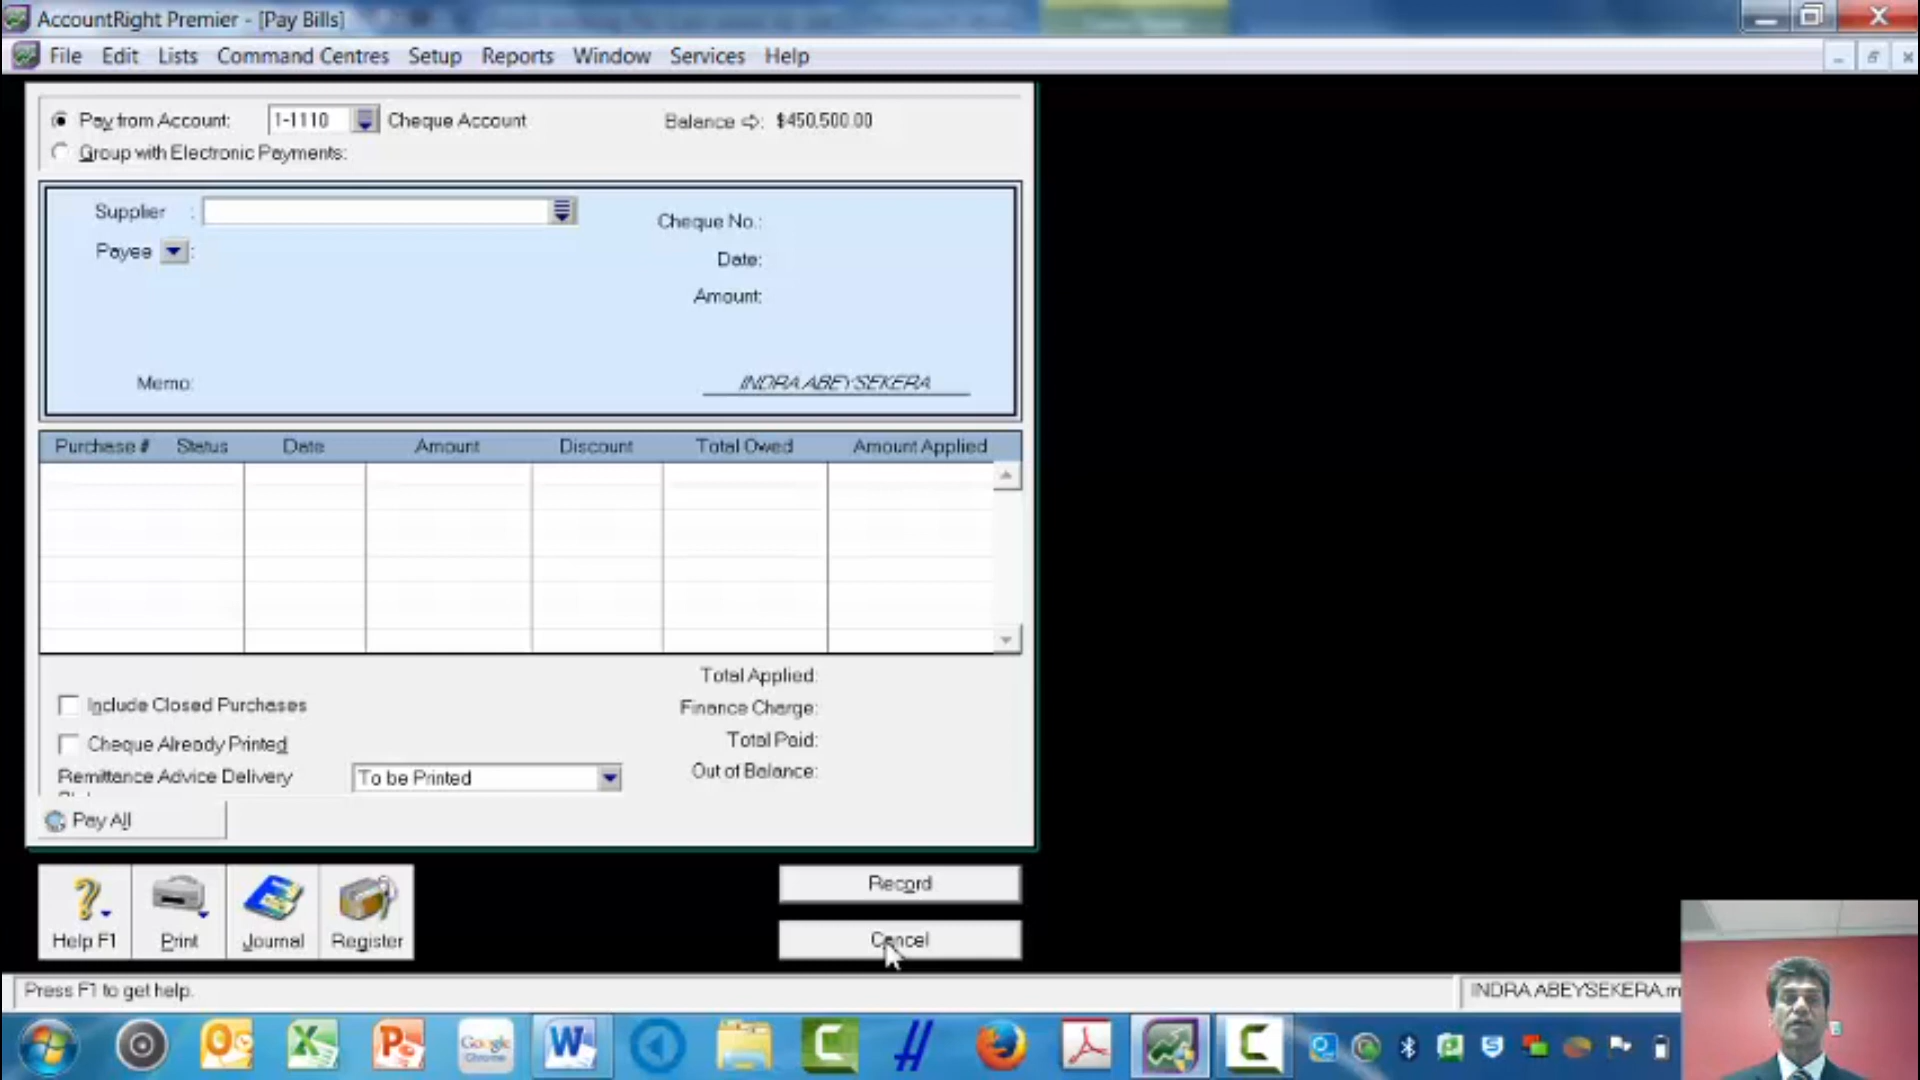 AccountRight Premier - [Pay Bills]
File Edit Lists Command Centres Setup Reports Window Services Help
Pay from Account: 1-1110 Cheque Account Balance ⇨: $450,500.00
Group with Electronic Payments:
Supplier :
Cheque No.:
Payee :
Date:
Amount:
Memo:
INDRA ABEYSEKERA
Purchase # Status Date Amount Discount Total Owed Amount Applied
Total Applied:
Include Closed Purchases
Finance Charge:
Cheque Already Printed
Total Paid:
Remittance Advice Delivery To be Printed
Out of Balance:
Pay All
Record
Help F1 Print Journal Register
Cancel
Press F1 to get help.
INDRA ABEYSEKERA.m
Google
Chrome